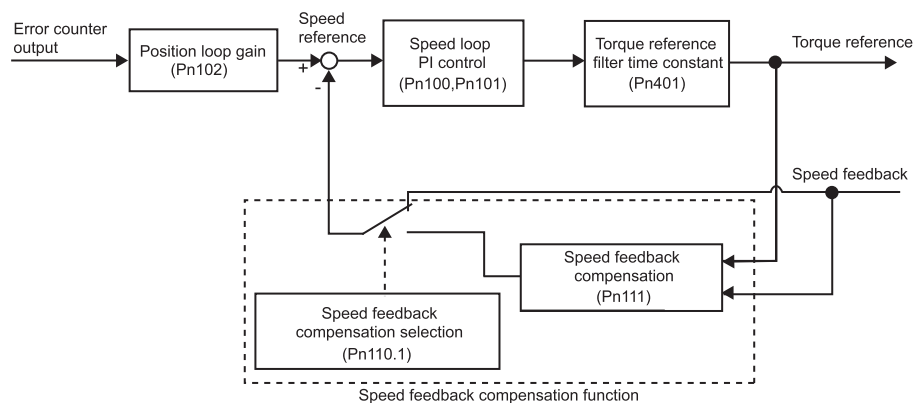 Error counter
output
Position loop gain
(Pn102)
Speed
reference
+
-
Speed loop
PI control
(Pn100,Pn101)
Torque reference
filter time constant
(Pn401)
Torque reference
Speed feedback
Speed feedback
compensation
(Pn111)
Speed feedback
compensation selection
(Pn110.1)
Speed feedback compensation function